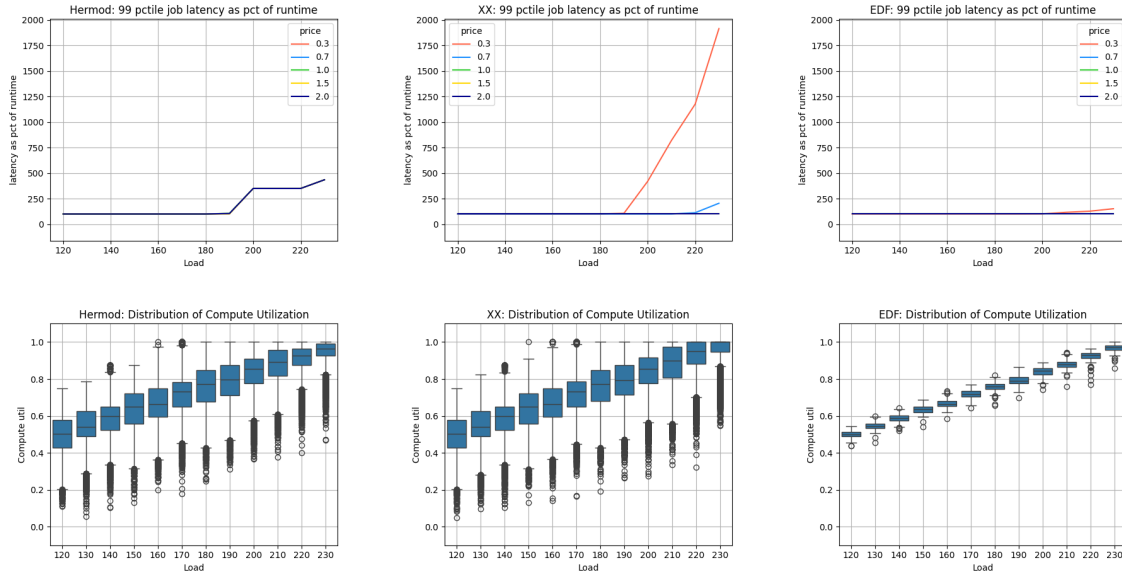 Hermod: 99 pctile job latency as pct of runtime
2000
1750
1500
1250
1000
750
500
250
0
latency as pct of runtime
price
0.3
0.7
1.0
1.5
2.0
120 140 160 180 200 220
Load
XX: 99 pctile job latency as pct of runtime
2000
1750
1500
1250
1000
750
500
250
0
latency as pct of runtime
price
0.3
0.7
1.0
1.5
2.0
120 140 160 180 200 220
Load
EDF: 99 pctile job latency as pct of runtime
2000
1750
1500
1250
1000
750
500
250
0
latency as pct of runtime
price
0.3
0.7
1.0
1.5
2.0
120 140 160 180 200 220
Load
Hermod: Distribution of Compute Utilization
1.0
0.8
0.6
0.4
0.2
0.0
Compute util
120 130 140 150 160 170 180 190 200 210 220 230
Load
XX: Distribution of Compute Utilization
1.0
0.8
0.6
0.4
0.2
0.0
Compute util
120 130 140 150 160 170 180 190 200 210 220 230
Load
EDF: Distribution of Compute Utilization
1.0
0.8
0.6
0.4
0.2
0.0
Compute util
120 130 140 150 160 170 180 190 200 210 220 230
Load